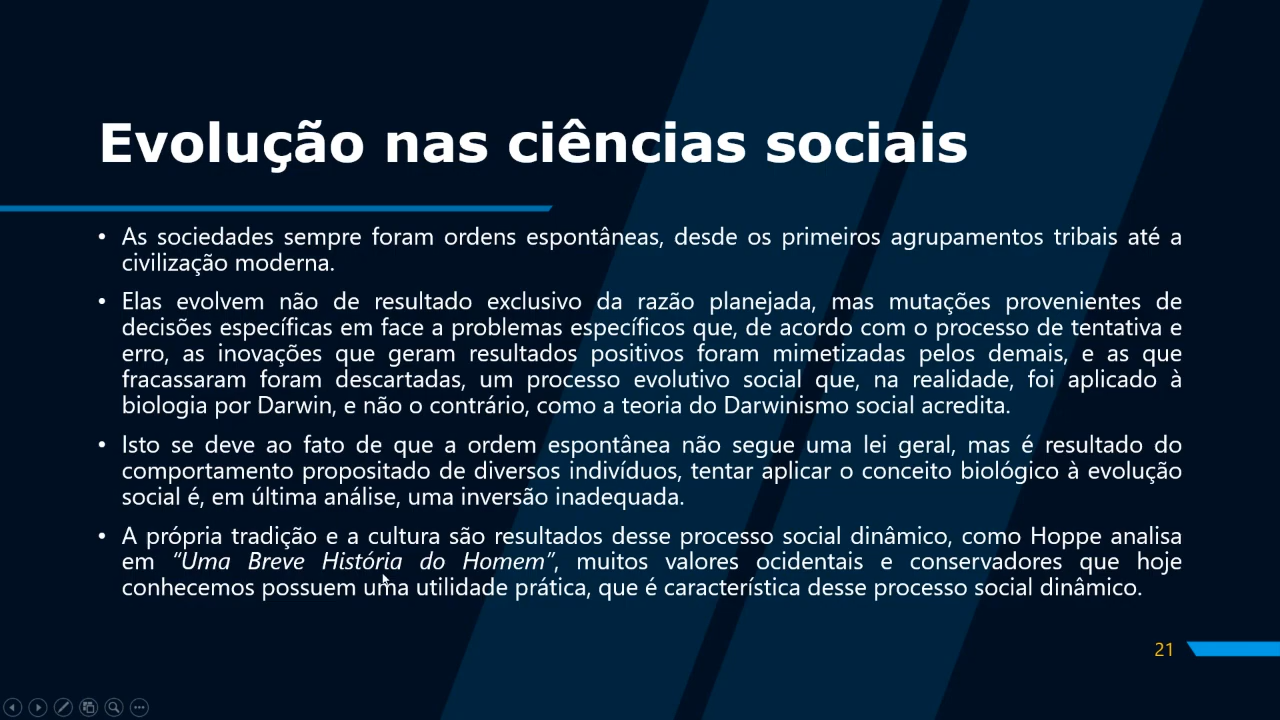 Evolução nas ciências sociais
• As sociedades sempre foram ordens espontâneas, desde os primeiros agrupamentos tribais até a
civilização moderna.
• Elas evolvem não de resultado exclusivo da razão planejada, mas mutações provenientes de
decisões específicas em face a problemas específicos que, de acordo com o processo de tentativa e
erro, as inovações que geram resultados positivos foram mimetizadas pelos demais, e as que
fracassaram foram descartadas, um processo evolutivo social que, na realidade, foi aplicado à
biologia por Darwin, e não o contrário, como a teoria do Darwinismo social acredita.
• Isto se deve ao fato de que a ordem espontânea não segue uma lei geral, mas é resultado do
comportamento propositado de diversos indivíduos, tentar aplicar o conceito biológico à evolução
social é, em última análise, uma inversão inadequada.
• A própria tradição e a cultura são resultados desse processo social dinâmico, como Hoppe analisa
em “Uma Breve História do Homem”, muitos valores ocidentais e conservadores que hoje
conhecemos possuem uma utilidade prática, que é característica desse processo social dinâmico.
21